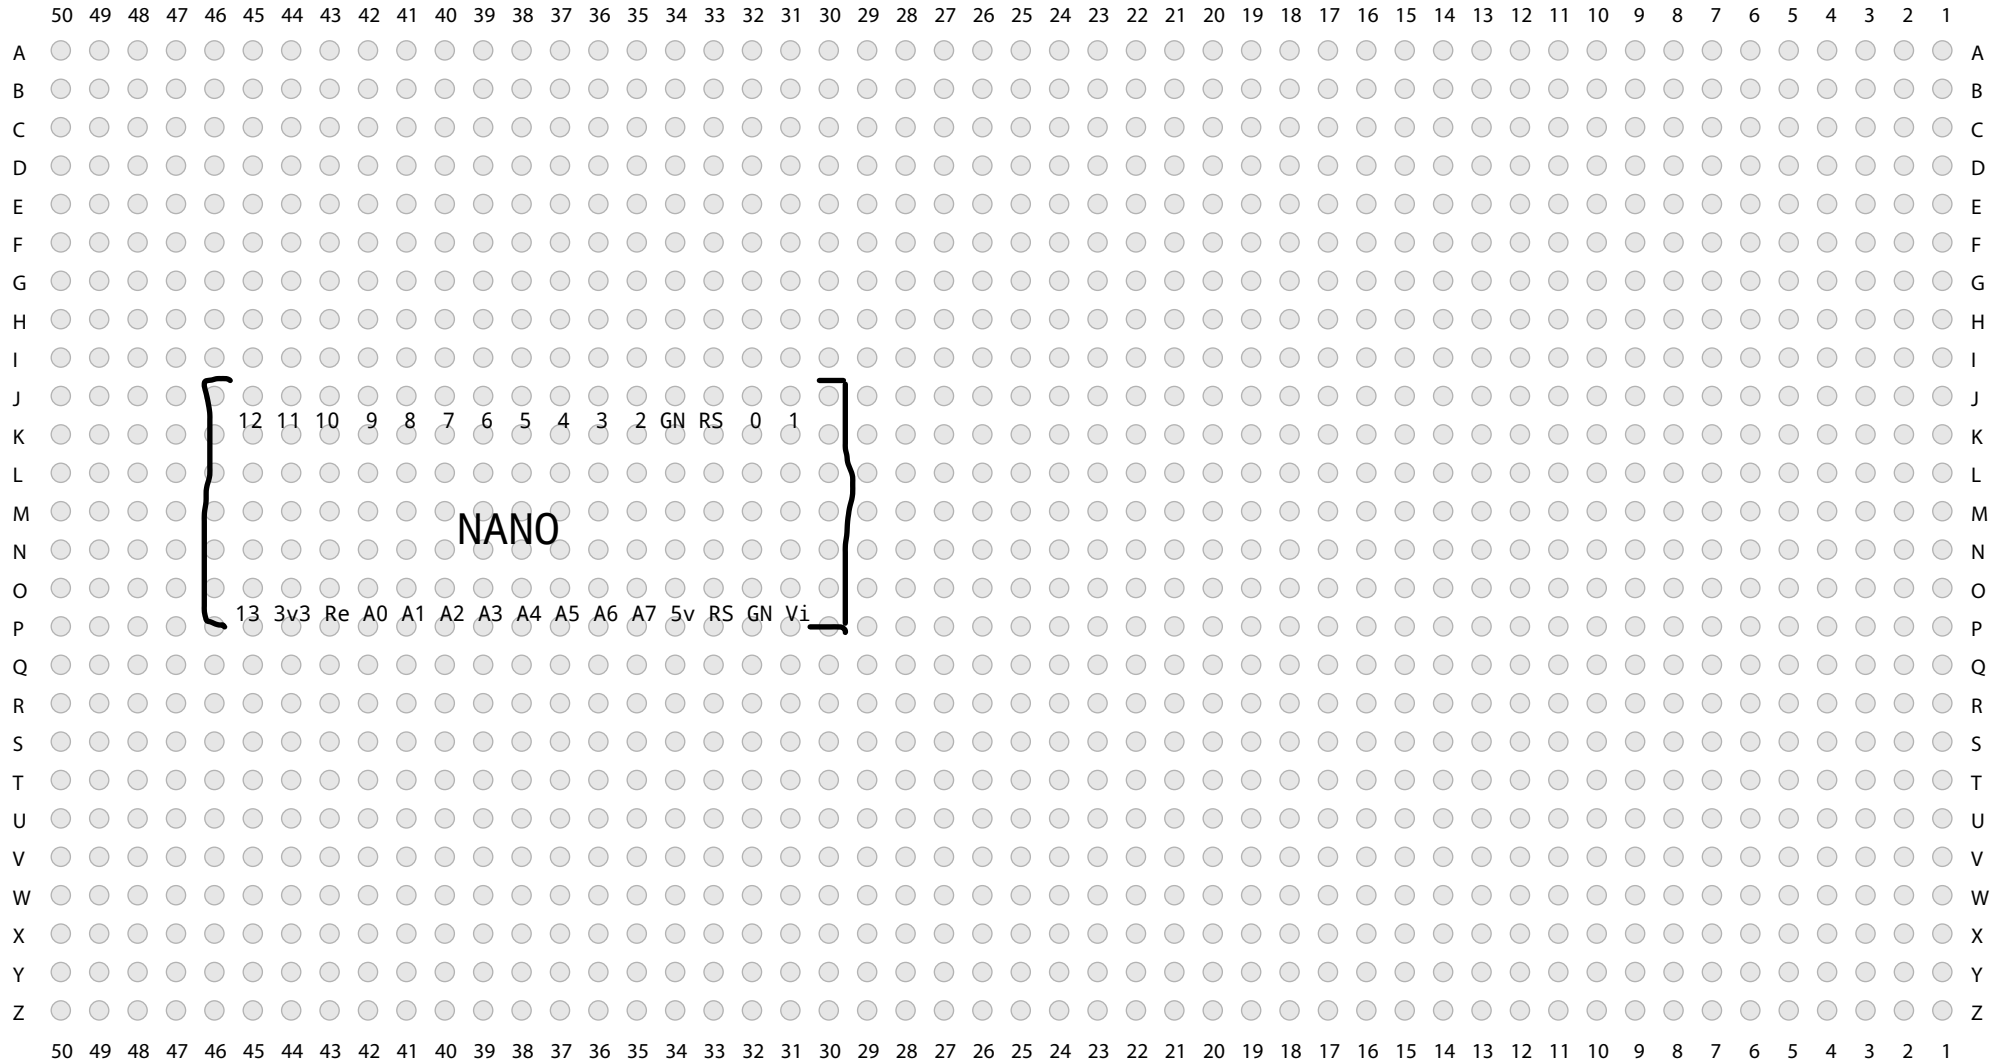 50 49 48 47 46 45 44 43 42 41 40 39 38 37 36 35 34 33 32 31 30 29 28 27 26 25 24 23 22 21 20 19 18 17 16 15 14 13 12 11 10 9 8 7 6 5 4 3 2 1
A A
B B
C C
D D
E E
F F
G G
H H
I I
J J
12 11 10 9 8 7 6 5 4 3 2 GN RS 0 1
K K
L L
M M
NANO
N N
O O
13 3v3 Re A0 A1 A2 A3 A4 A5 A6 A7 5v RS GN Vi
P P
Q Q
R R
S S
T T
U U
V V
W W
X X
Y Y
Z Z
50 49 48 47 46 45 44 43 42 41 40 39 38 37 36 35 34 33 32 31 30 29 28 27 26 25 24 23 22 21 20 19 18 17 16 15 14 13 12 11 10 9 8 7 6 5 4 3 2 1